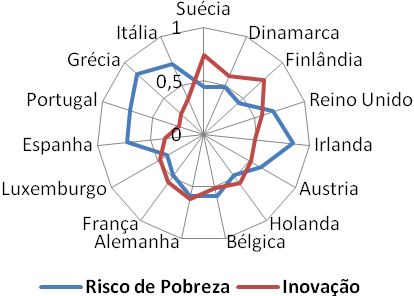 Suécia
1
Itália
Dinamarca
Grécia
Finlândia
0,5
Portugal
Reino Unido
0
Espanha
Irlanda
Luxemburgo
Austria
França
Holanda
Alemanha
Bélgica
Risco de Pobreza
Inovação